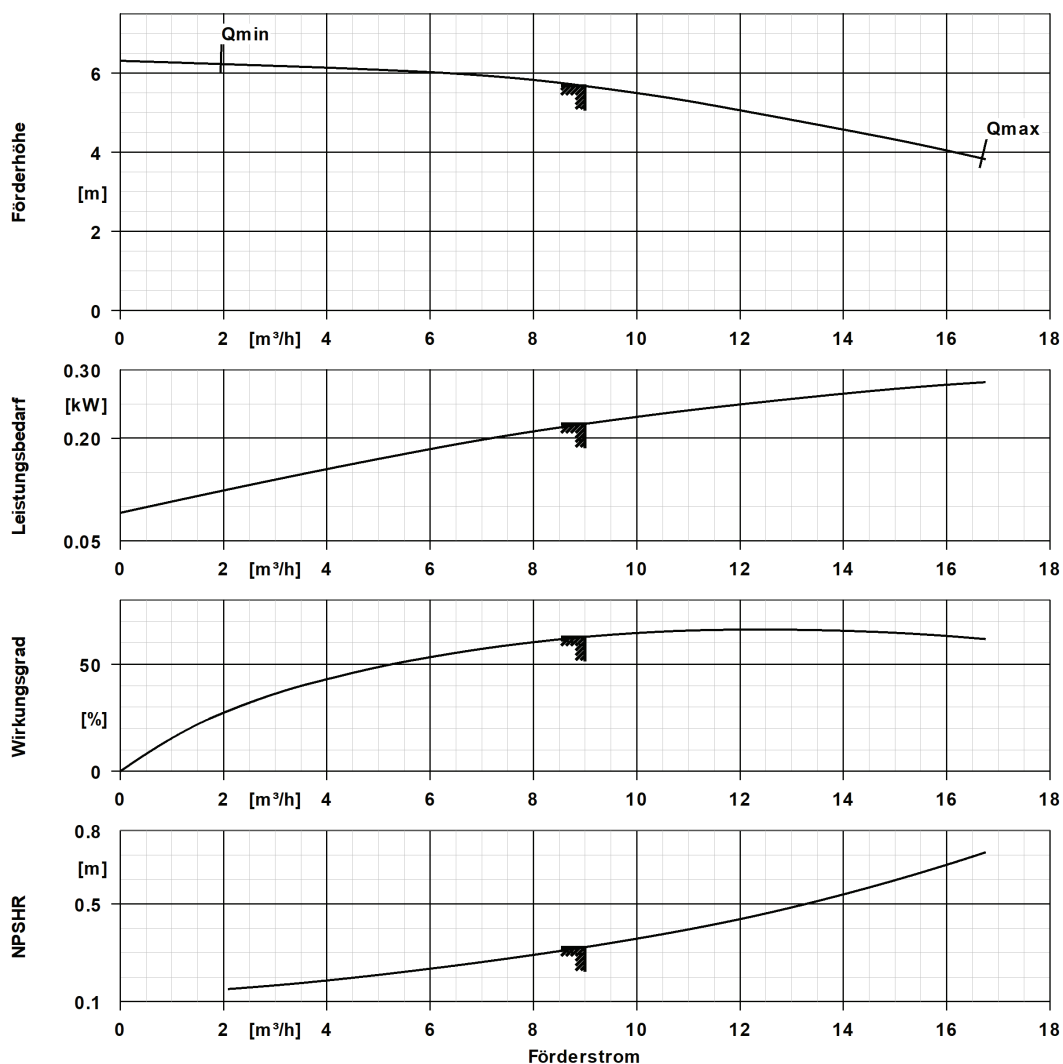 Qmin
6
Qmax
Förderhöhe
4
[m]
2
0
0 2 [m³/h] 4 6 8 10 12 14 16 18
0.30
[kW]
Leistungsbedarf
0.20
0.05
0 2 [m³/h] 4 6 8 10 12 14 16 18
Wirkungsgrad
50
[%]
0
0 2 [m³/h] 4 6 8 10 12 14 16 18
0.8
[m]
NPSHR
0.5
0.1
0 2 [m³/h] 4 6 8 10 12 14 16 18
Förderstrom